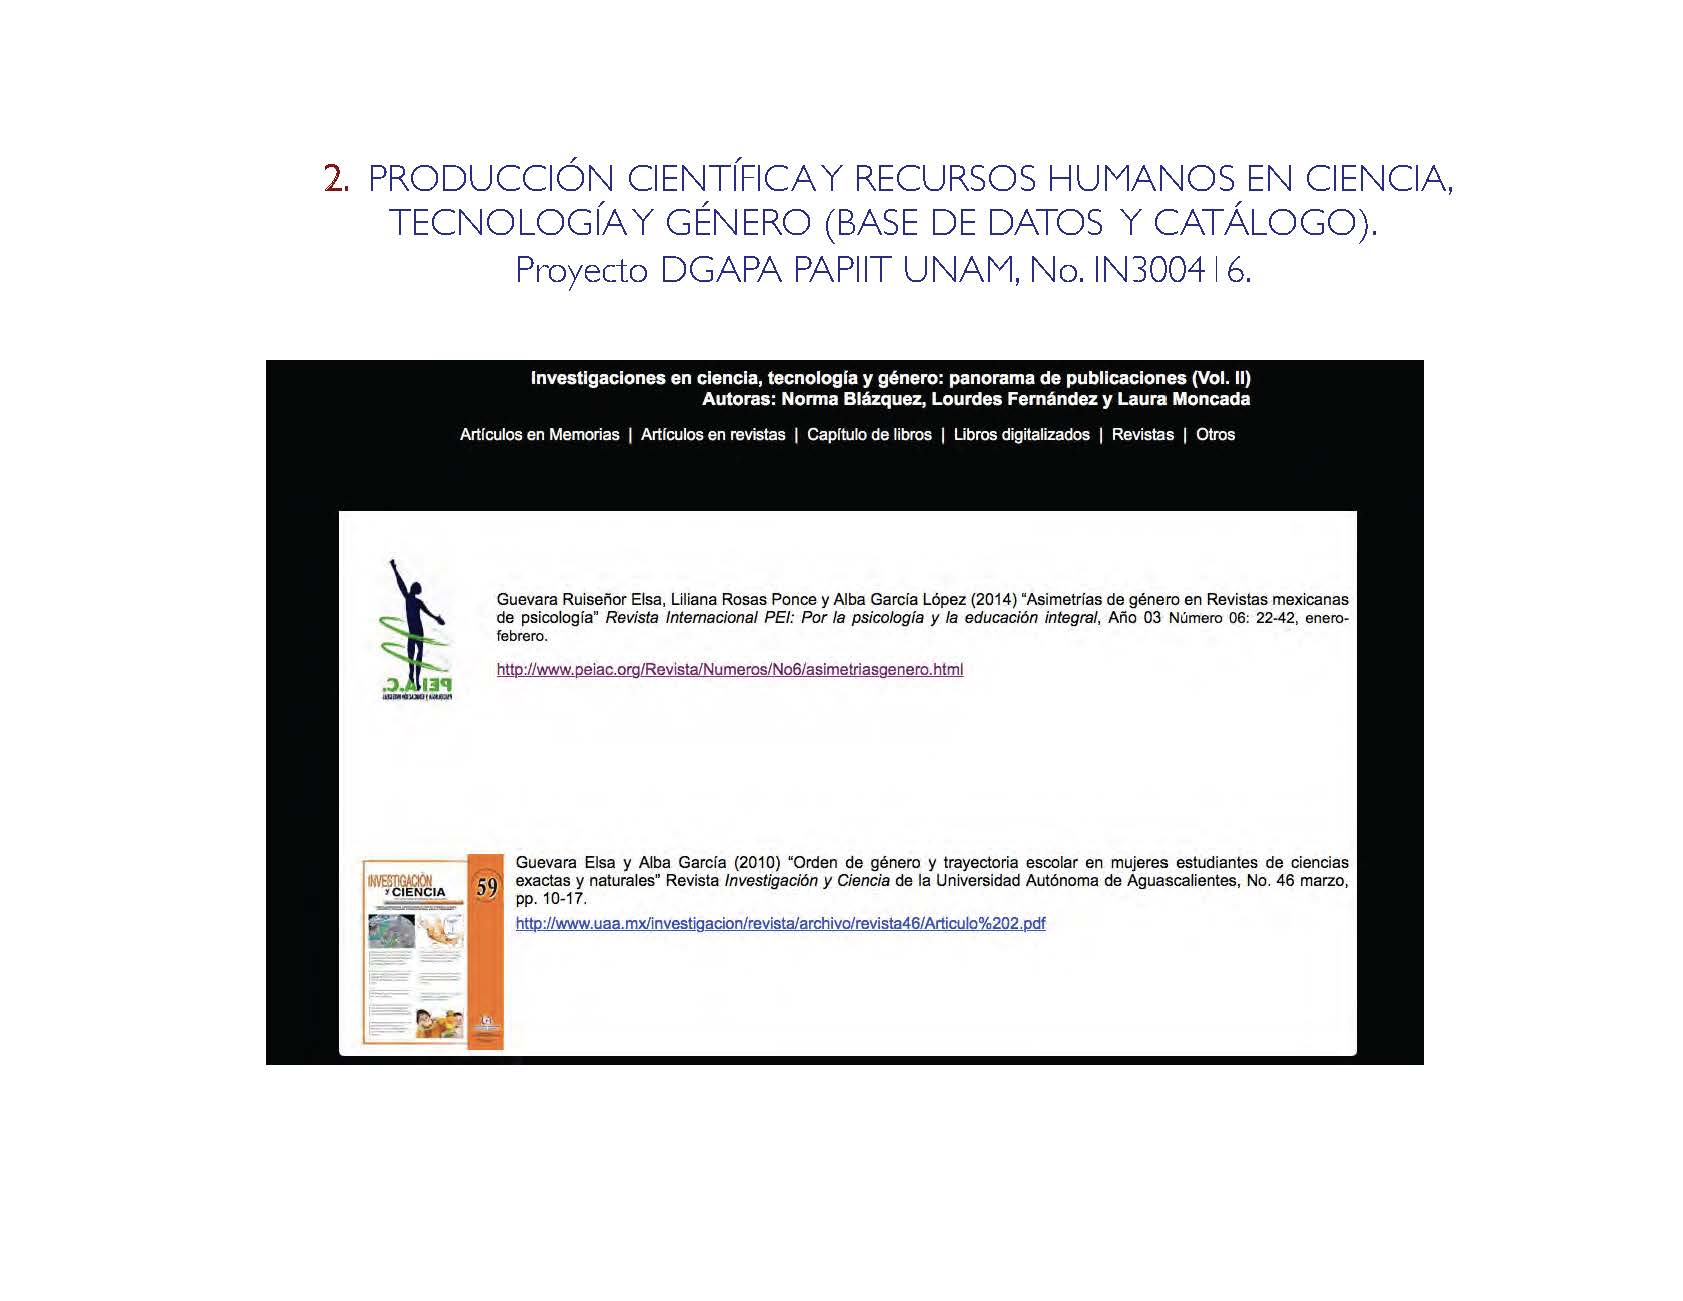 2. PRODUCCIÓN CIENTÍFICA Y RECURSOS HUMANOS EN CIENCIA,
TECNOLOGÍA Y GÉNERO (BASE DE DATOS Y CATÁLOGO).
Proyecto DGAPA PAPIIT UNAM, No. IN300416.
Investigaciones en ciencia, tecnología y género: panorama de publicaciones (Vol. II)
Autoras: Norma Blázquez, Lourdes Fernández y Laura Moncada
Artículos en Memorias | Artículos en revistas | Capítulo de libros | Libros digitalizados | Revistas | Otros
Guevara Ruiseñor Elsa, Liliana Rosas Ponce y Alba García López (2014) “Asimetrías de género en Revistas mexicanas
de psicología” Revista Internacional PEI: Por la psicología y la educación integral, Año 03 Número 06: 22-42, enero-
febrero.
http://www.peiac.org/Revista/Numeros/No6/asimetriasgenero.html
PEI A.C.
Guevara Elsa y Alba García (2010) “Orden de género y trayectoria escolar en mujeres estudiantes de ciencias
exactas y naturales” Revista Investigación y Ciencia de la Universidad Autónoma de Aguascalientes, No. 46 marzo,
pp. 10-17.
http://www.uaa.mx/investigacion/revista/archivo/revista46/Articulo%202.pdf
INVESTIGACIÓN
Y CIENCIA
59